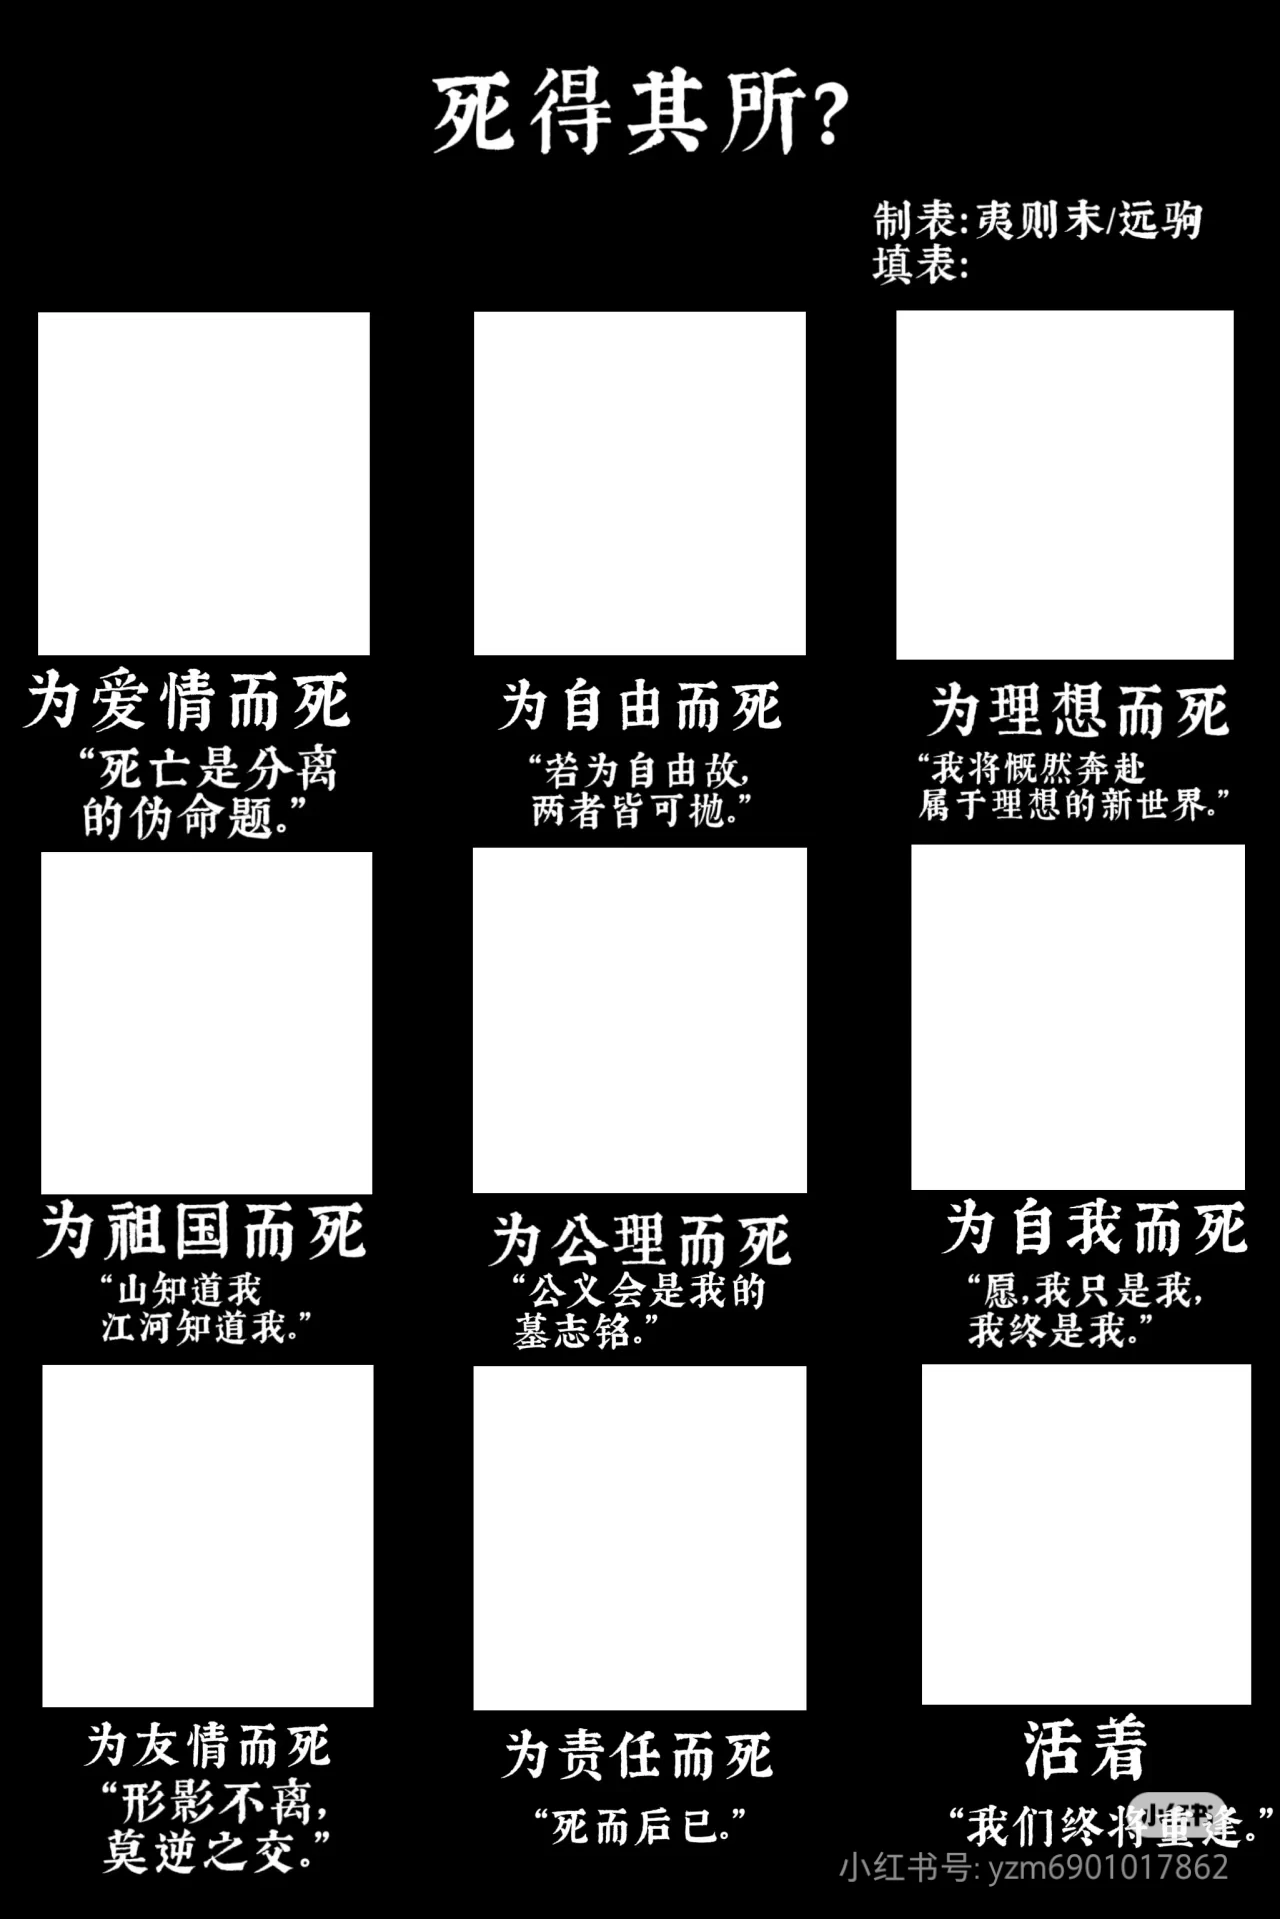 死得其所?
制表:夷则末/远驹
填表:
为爱情而死
“死亡是分离
的伪命题。”
为自由而死
“若为自由故,
两者皆可抛。”
为理想而死
“我将慨然奔赴
属于理想的新世界。”
为祖国而死
“山知道我
江河知道我。”
为公理而死
“公义会是我的
墓志铭。”
为自我而死
“愿,我只是我,
我终是我。”
为友情而死
“形影不离,
莫逆之交。”
为责任而死
“死而后已。”
活着
“我们终将重逢。”
小红书
小红书号: yzm6901017862